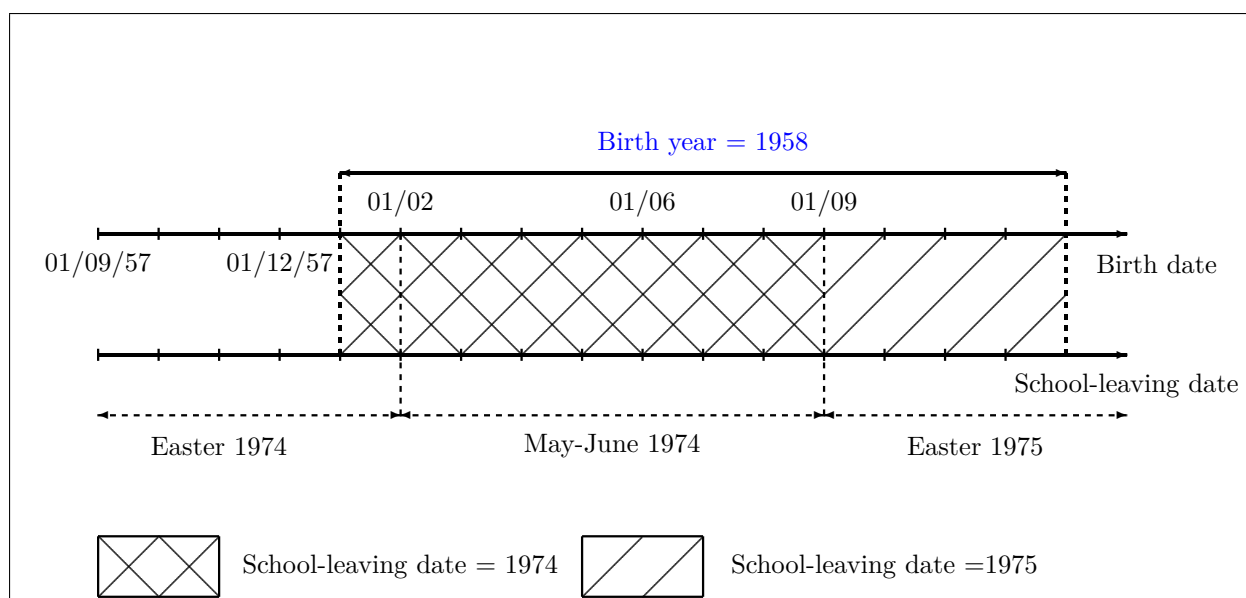 Birth year = 1958
01/02
01/06
01/09
01/09/57
01/12/57
Birth date
School-leaving date
Easter 1974
May-June 1974
Easter 1975
School-leaving date = 1974
School-leaving date =1975